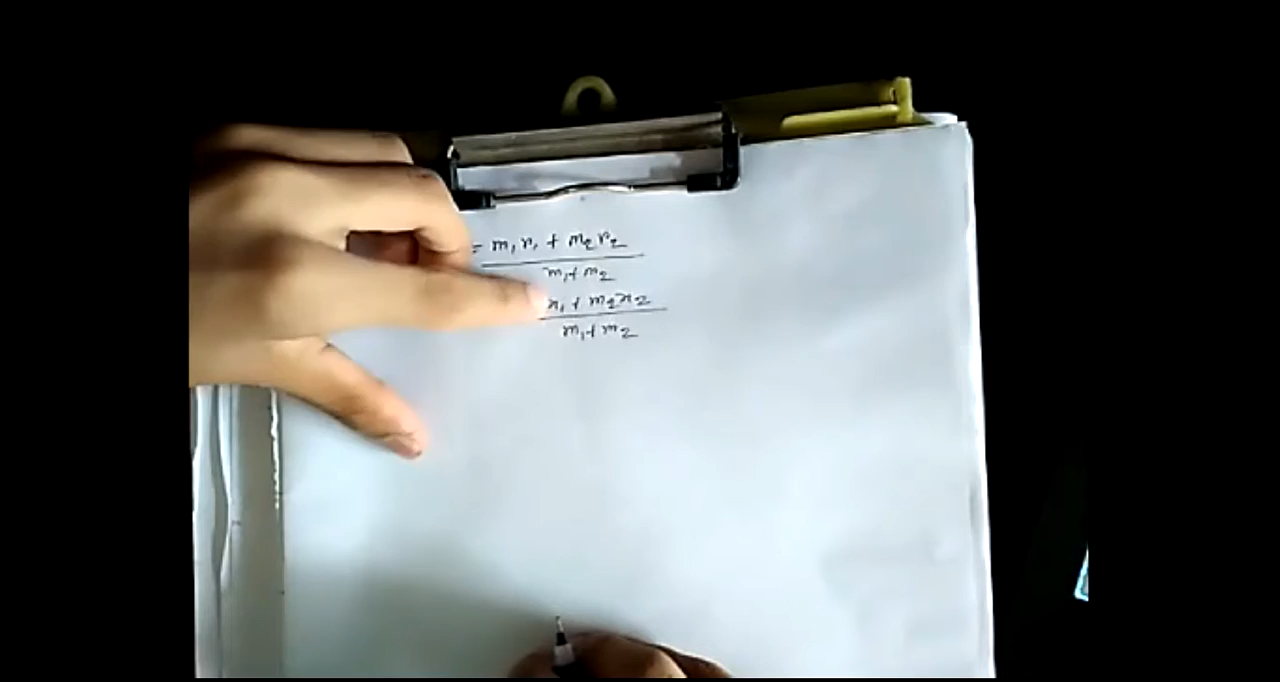 = m₁r₁ + m₂r₂
m₁+m₂
x₁ + m₂x₂
m₁+m₂